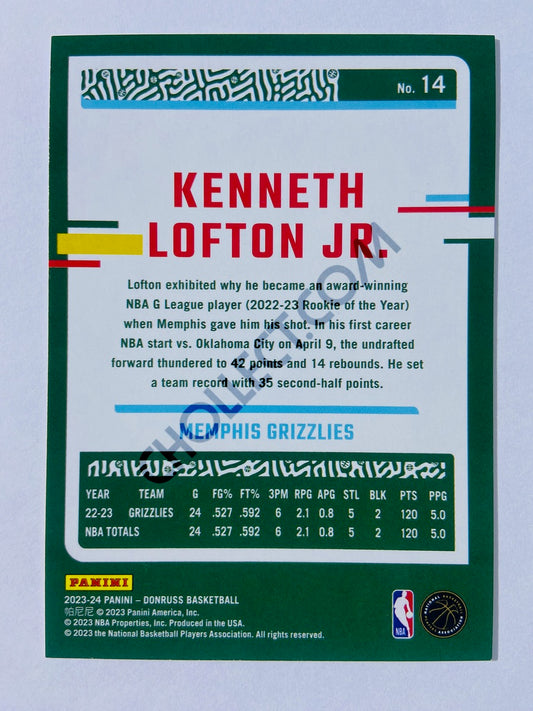 No. 14
KENNETH
LOFTON JR.
Lofton exhibited why he became an award-winning
NBA G League player (2022-23 Rookie of the Year)
when Memphis gave him his shot. In his first career
NBA start vs. Oklahoma City on April 9, the undrafted
forward thundered to 42 points and 14 rebounds. He set
a team record with 35 second-half points.
CHOLLECT.COM
MEMPHIS GRIZZLIES
YEAR TEAM G FG% FT% 3PM RPG APG STL BLK PTS PPG
22-23 GRIZZLIES 24 .527 .592 6 2.1 0.8 5 2 120 5.0
NBA TOTALS 24 .527 .592 6 2.1 0.8 5 2 120 5.0
PANINI
2023-24 PANINI – DONRUSS BASKETBALL
帕尼尼 © 2023 Panini America, Inc.
© 2023 NBA Properties, Inc. Produced in the USA.
© 2023 the National Basketball Players Association. All rights reserved.
NBA
NATIONAL BASKETBALL PLAYERS ASSOCIATION